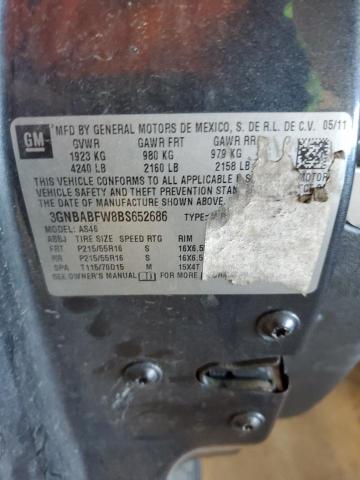 GM
MFD BY GENERAL MOTORS DE MEXICO, S. DE R.L. DE C.V. 05/11
GVWR GAWR FRT GAWR RR
1923 KG 980 KG 979 KG
4240 LB 2160 LB 2158 LB
THIS VEHICLE CONFORMS TO ALL APPLICABLE
VEHICLE SAFETY AND THEFT PREVENTION STAN
THE DATE OF MANUFACTURE SHOWN ABOVE.
3GNBABFW8BS652686 TYPE:
MODEL: AS46
TIRE SIZE SPEED RTG RIM
FRT P215/55R16 S 16X6.5
RR P215/55R16 S 16X6.5
SPA T115/70D15 M 15X4T
SEE OWNER'S MANUAL FOR MORE